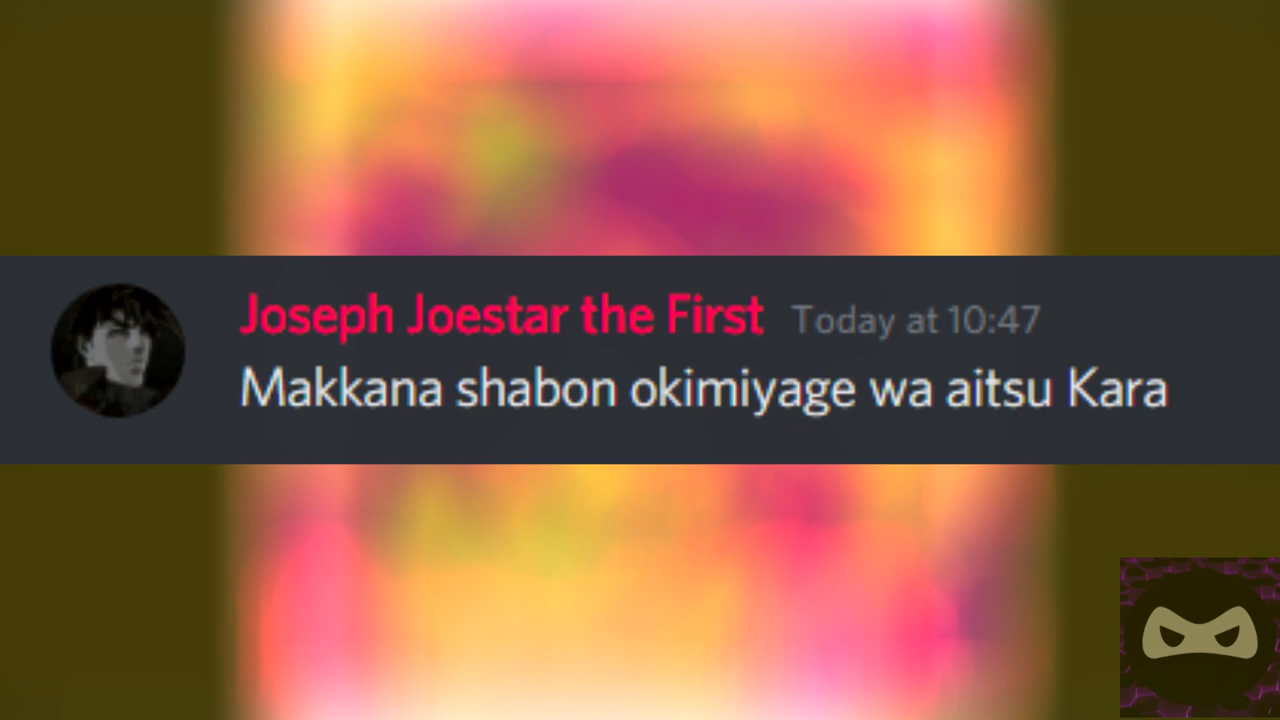 Joseph Joestar the First Today at 10:47
Makkana shabon okimiyage wa aitsu Kara